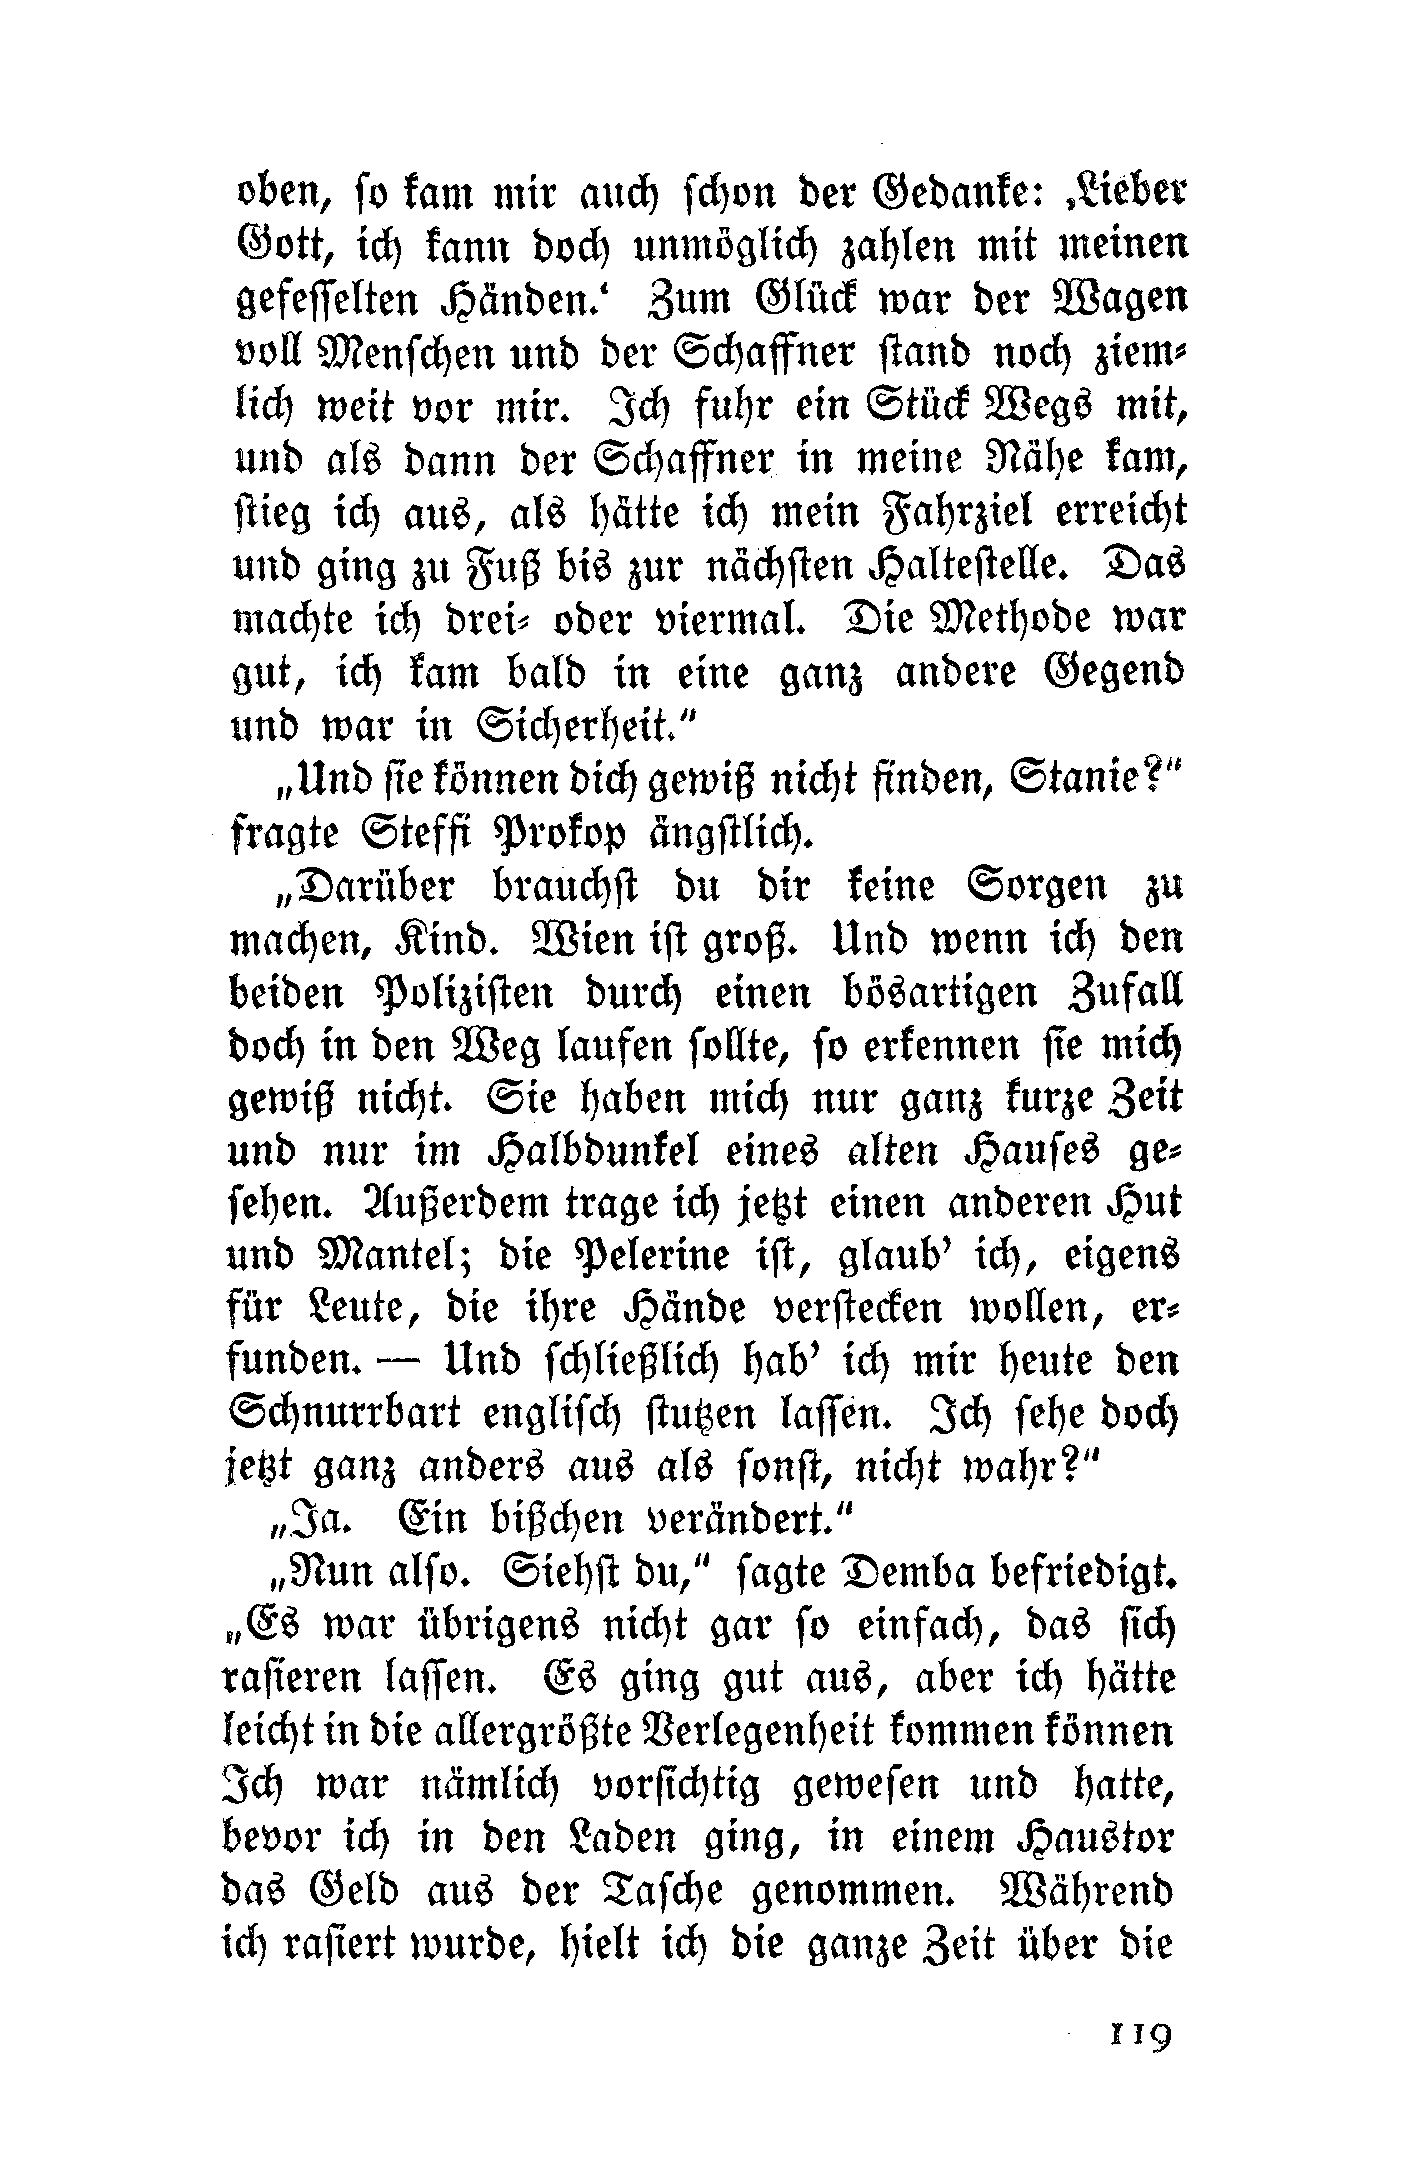 oben, so kam mir auch schon der Gedanke: ‚Lieber
Gott, ich kann doch unmöglich zahlen mit meinen
gefesselten Händen.‘ Zum Glück war der Wagen
voll Menschen und der Schaffner stand noch ziem-
lich weit vor mir. Ich fuhr ein Stück Wegs mit,
und als dann der Schaffner in meine Nähe kam,
stieg ich aus, als hätte ich mein Fahrziel erreicht
und ging zu Fuß bis zur nächsten Haltestelle. Das
machte ich drei- oder viermal. Die Methode war
gut, ich kam bald in eine ganz andere Gegend
und war in Sicherheit.“
„Und sie können dich gewiß nicht finden, Stanie?“
fragte Steffi Prokop ängstlich.
„Darüber brauchst du dir keine Sorgen zu
machen, Kind. Wien ist groß. Und wenn ich den
beiden Polizisten durch einen bösartigen Zufall
doch in den Weg laufen sollte, so erkennen sie mich
gewiß nicht. Sie haben mich nur ganz kurze Zeit
und nur im Halbdunkel eines alten Hauses ge-
sehen. Außerdem trage ich jetzt einen anderen Hut
und Mantel; die Pelerine ist, glaub’ ich, eigens
für Leute, die ihre Hände verstecken wollen, er-
funden. — Und schließlich hab’ ich mir heute den
Schnurrbart englisch stutzen lassen. Ich sehe doch
jetzt ganz anders aus als sonst, nicht wahr?“
„Ja. Ein bißchen verändert.“
„Nun also. Siehst du,“ sagte Demba befriedigt.
„Es war übrigens nicht gar so einfach, das sich
rasieren lassen. Es ging gut aus, aber ich hätte
leicht in die allergrößte Verlegenheit kommen können
Ich war nämlich vorsichtig gewesen und hatte,
bevor ich in den Laden ging, in einem Haustor
das Geld aus der Tasche genommen. Während
ich rasiert wurde, hielt ich die ganze Zeit über die
119